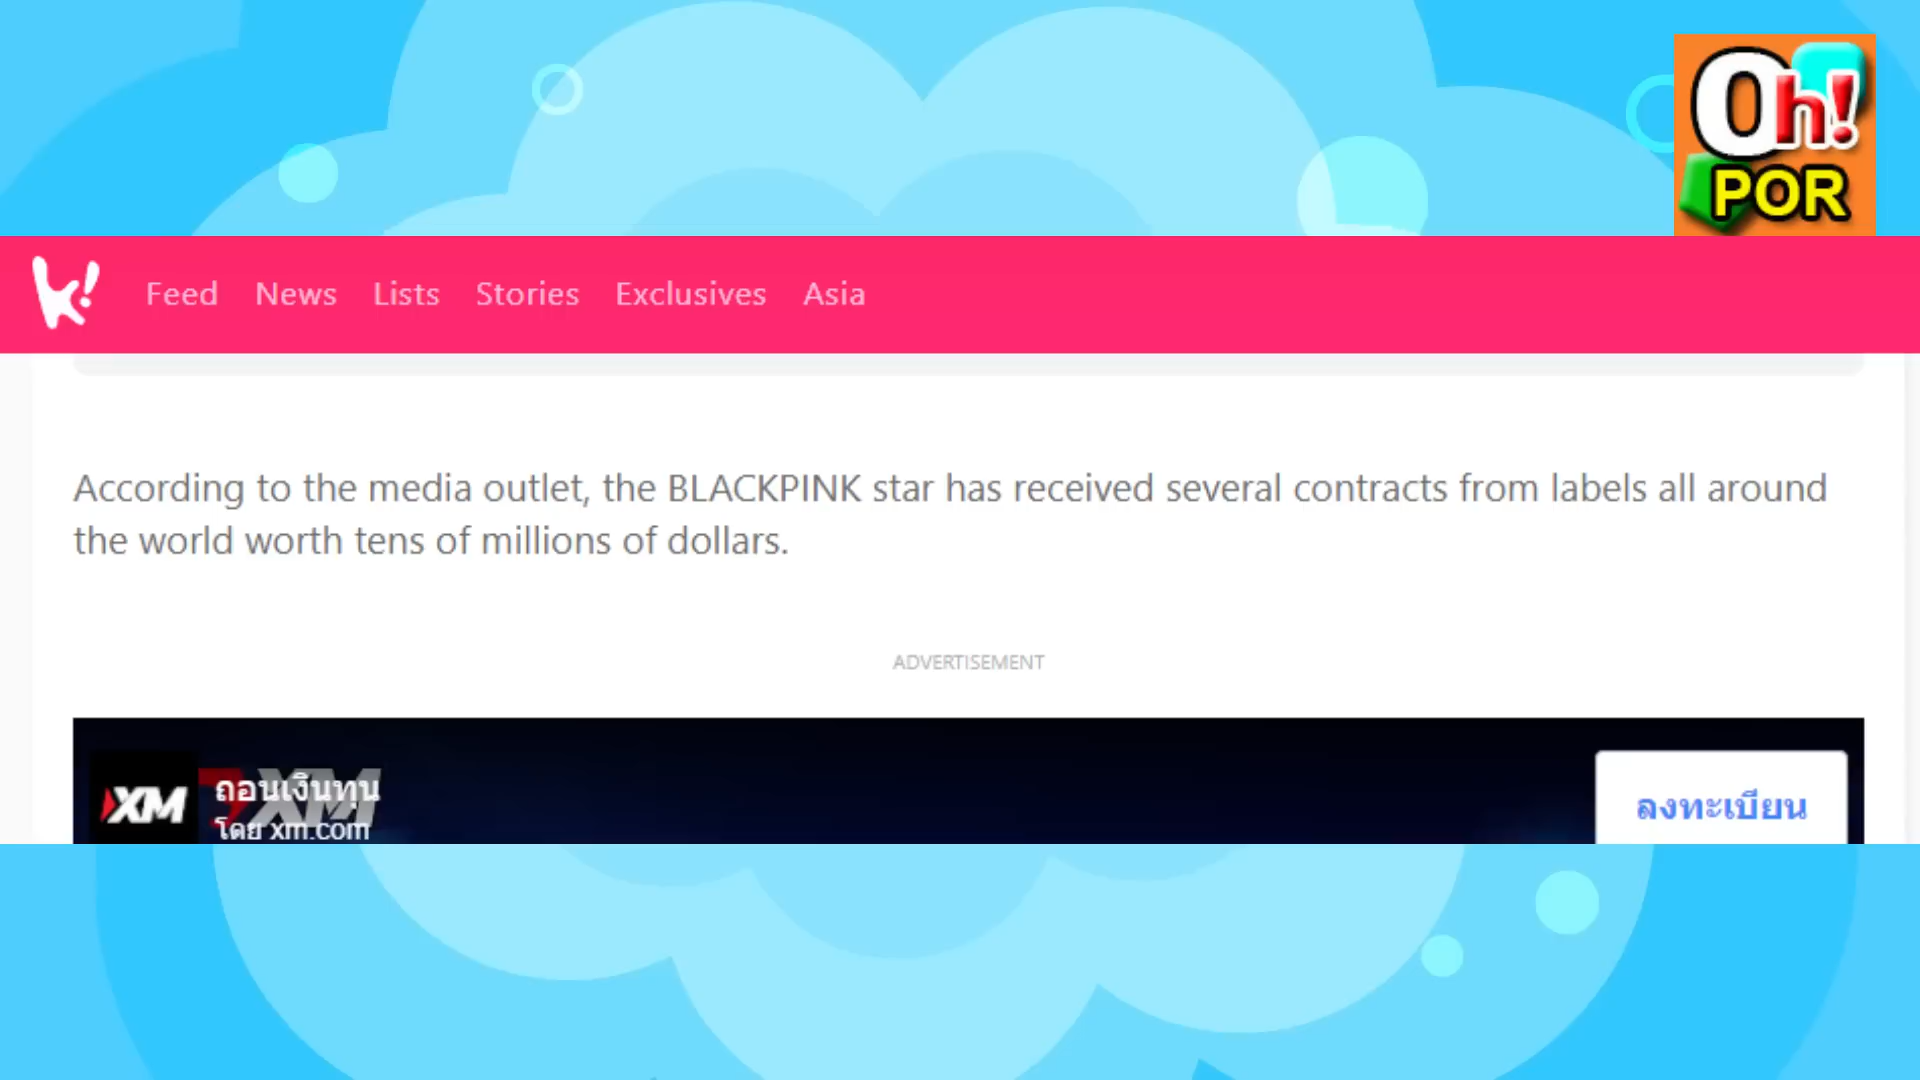 Oh!
POR
k!
Feed News Lists Stories Exclusives Asia
According to the media outlet, the BLACKPINK star has received several contracts from labels all around
the world worth tens of millions of dollars.
ADVERTISEMENT
XM
XM
ถอนเงินทุน
โดย xm.com
ลงทะเบียน